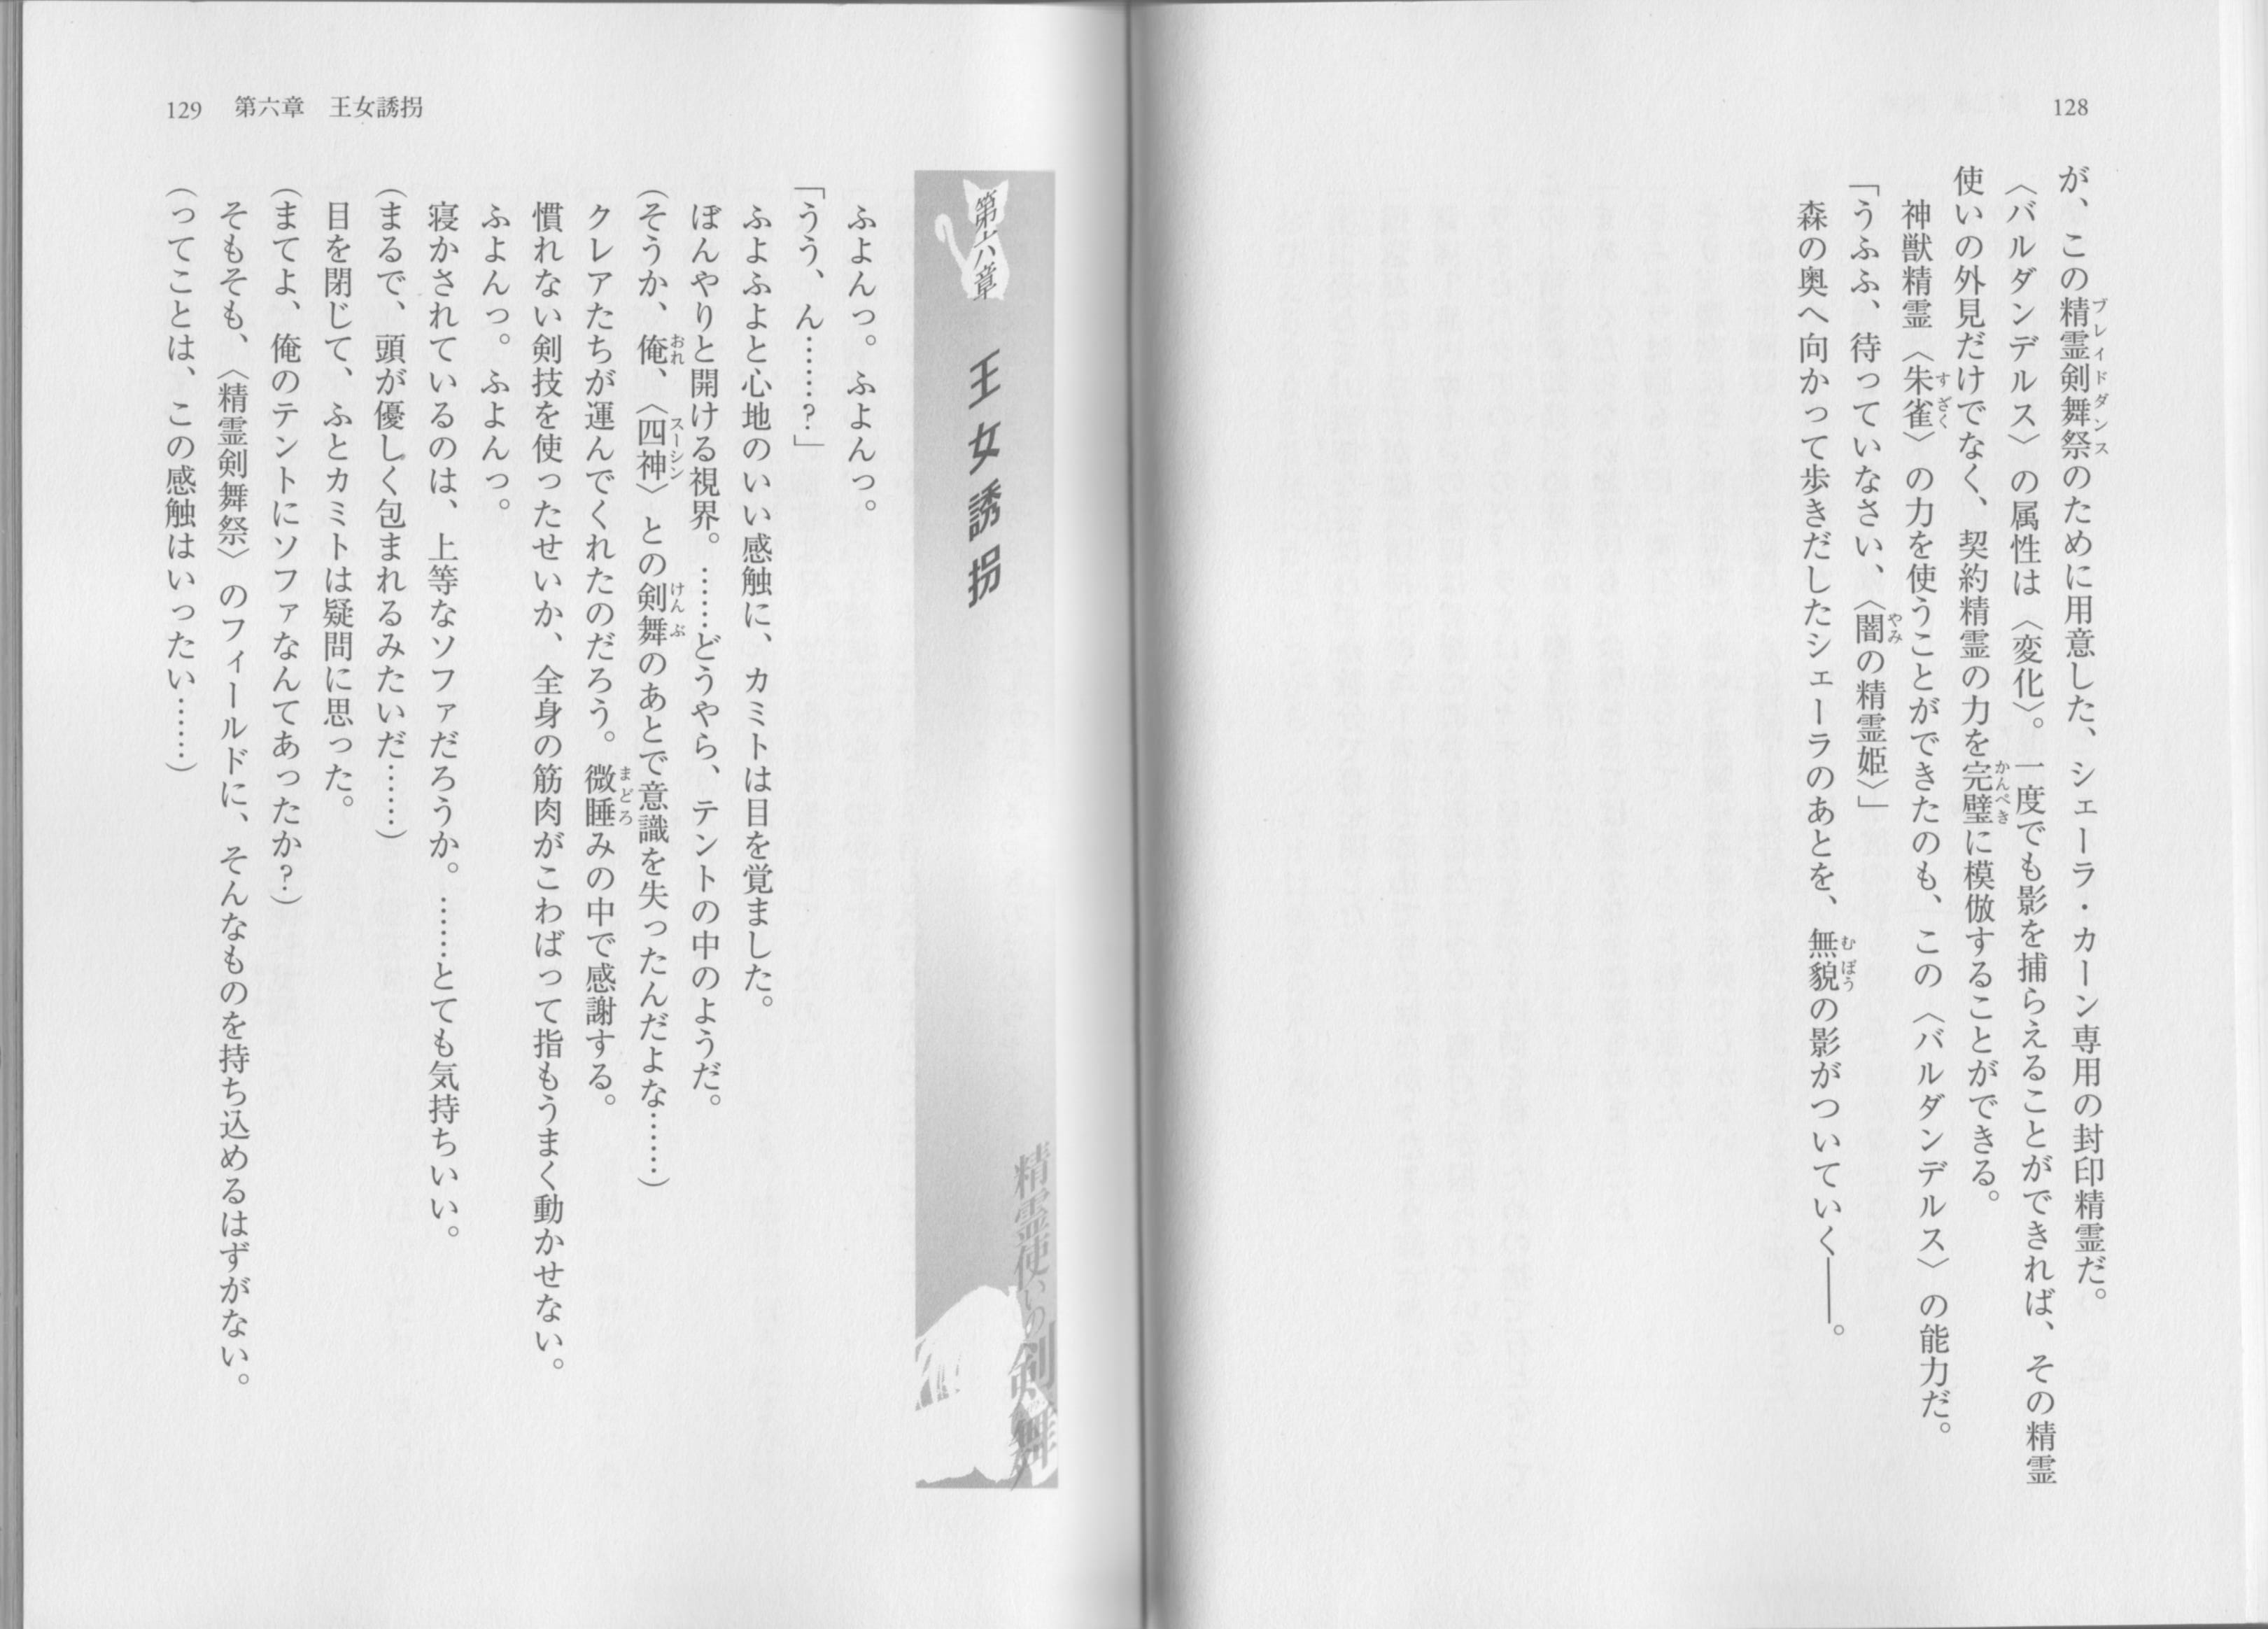 128
が、この精霊剣舞祭のために用意した、シェーラ・カーン専用の封印精霊だ。
〈バルダンデルス〉の属性は〈変化〉。一度でも影を捕らえることができれば、その精霊
使いの外見だけでなく、契約精霊の力を完璧に模倣することができる。
神獣精霊〈朱雀〉の力を使うことができたのも、この〈バルダンデルス〉の能力だ。
「うふふ、待っていなさい、〈闇の精霊姫〉」
森の奥へ向かって歩きだしたシェーラのあとを、無貌の影がついていく――。
129 第六章 王女誘拐
第六章 王女誘拐
精霊使いの剣舞
ふよんっ。ふよんっ。
「うう、ん……?」
ふよふよと心地のいい感触に、カミトは目を覚ました。
ぼんやりと開ける視界。……どうやら、テントの中のようだ。
(そうか、俺、〈四神〉との剣舞のあとで意識を失ったんだよな……)
クレアたちが運んでくれたのだろう。微睡みの中で感謝する。
慣れない剣技を使ったせいか、全身の筋肉がこわばって指もうまく動かせない。
ふよんっ。ふよんっ。
寝かされているのは、上等なソファだろうか。……とても気持ちいい。
(まるで、頭が優しく包まれるみたいだ……)
目を閉じて、ふとカミトは疑問に思った。
(まてよ、俺のテントにソファなんてあったか?)
そもそも、〈精霊剣舞祭〉のフィールドに、そんなものを持ち込めるはずがない。
(ってことは、この感触はいったい……)